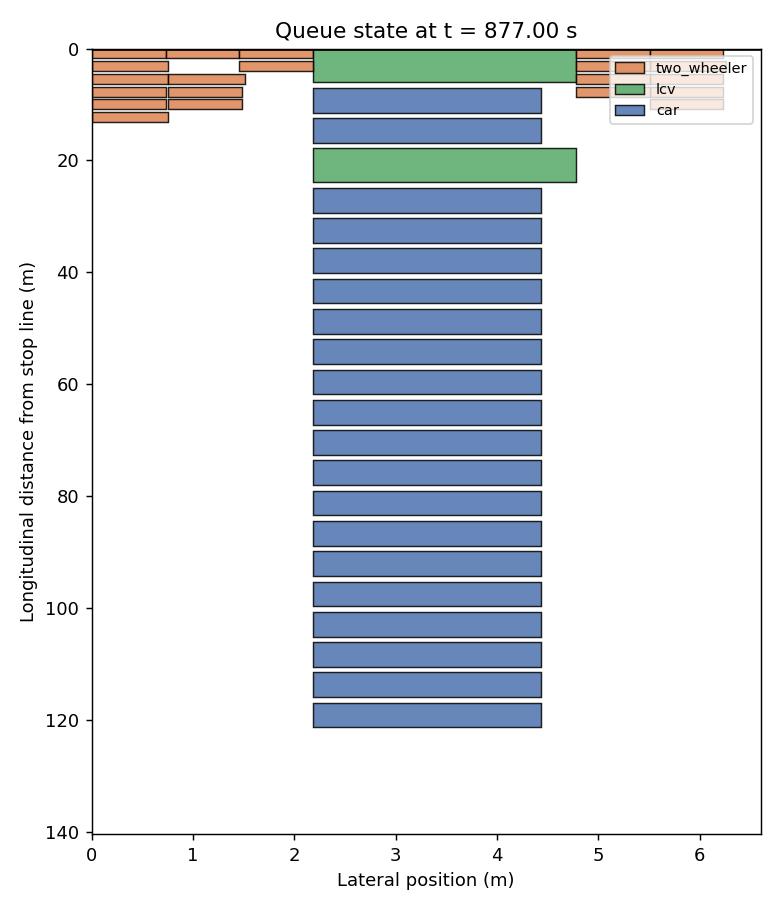 Queue state at t = 877.00 s
two_wheeler
lcv
car
0
20
40
60
80
100
120
140
Longitudinal distance from stop line (m)
0 1 2 3 4 5 6
Lateral position (m)